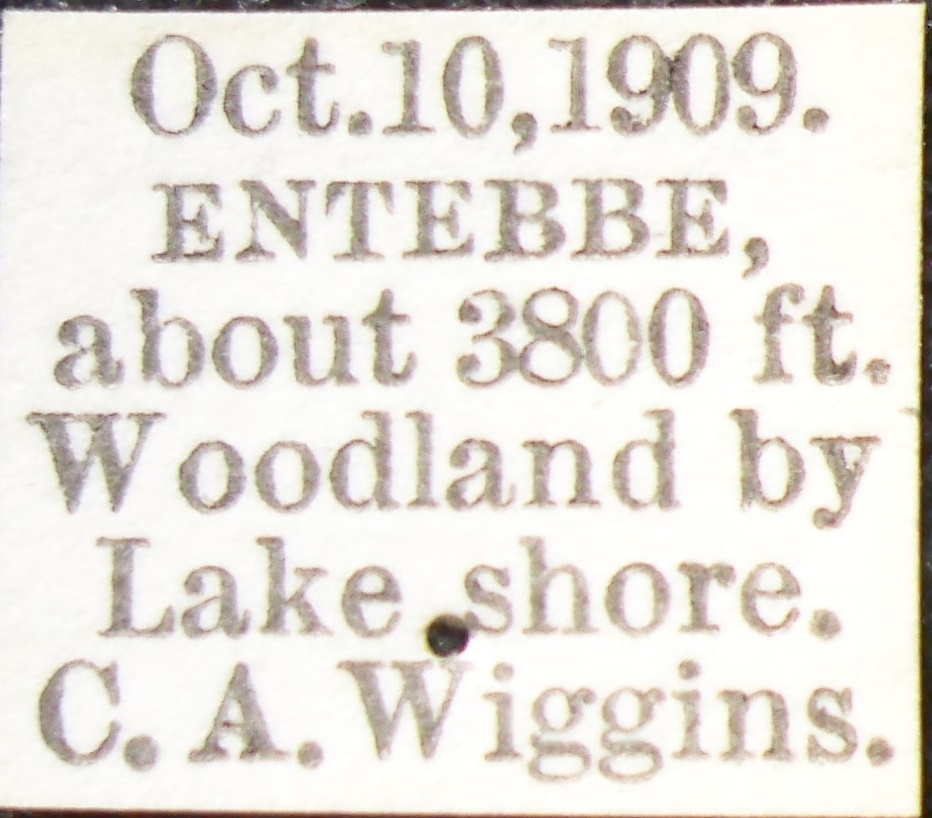 Oct.10,1909.
ENTEBBE,
about 3800 ft.
Woodland by
Lake shore.
C. A. Wiggins.